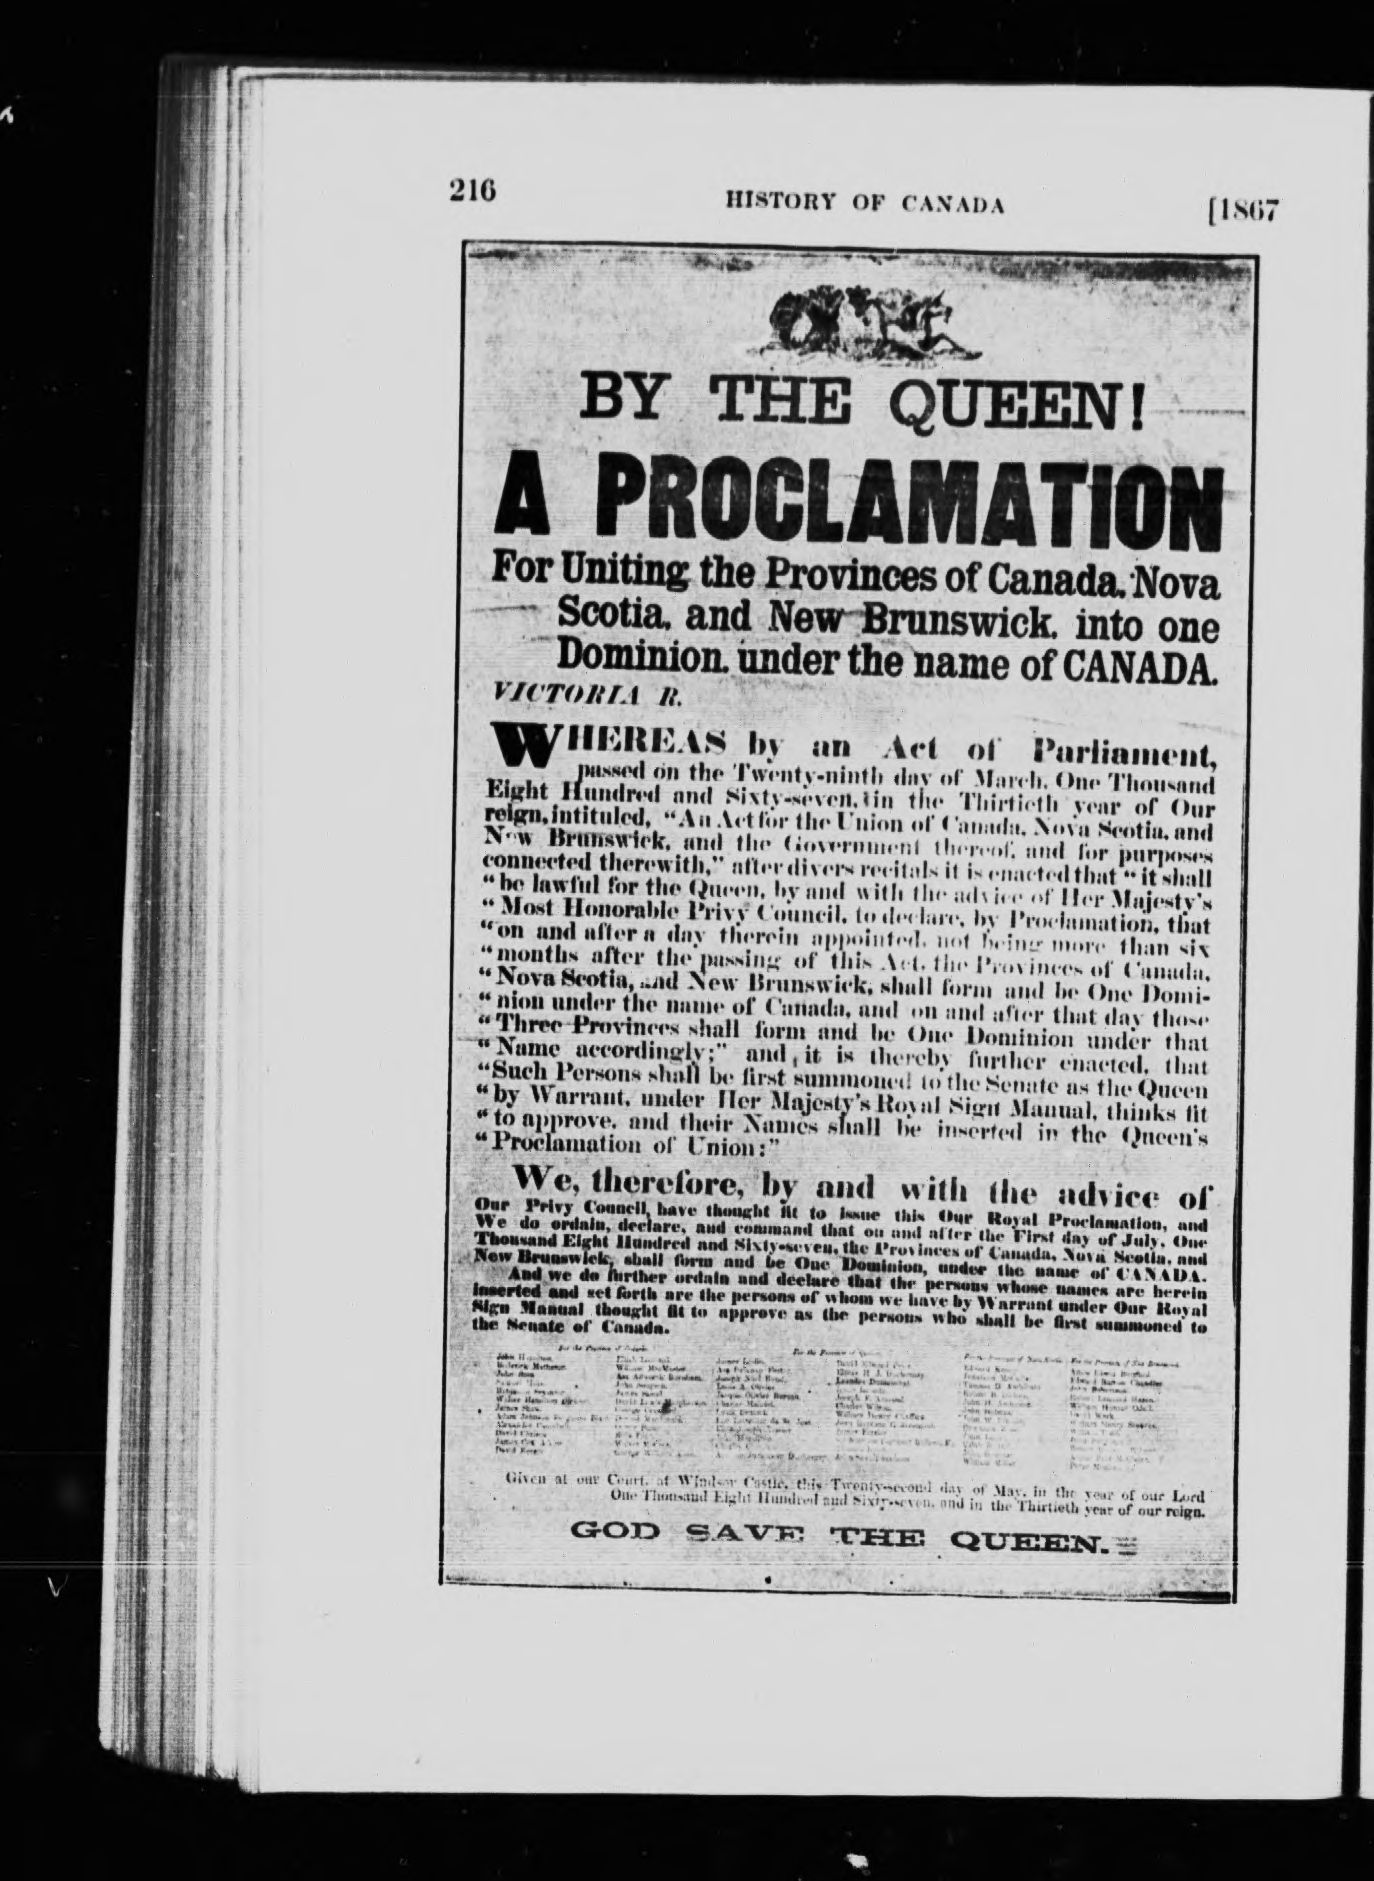 216
HISTORY OF CANADA
[1867
BY THE QUEEN!
A PROCLAMATION
For Uniting the Provinces of Canada, Nova
Scotia, and New Brunswick, into one
Dominion, under the name of CANADA.
VICTORIA R.
WHEREAS by an Act of Parliament,
passed on the Twenty-ninth day of March, One Thousand
Eight Hundred and Sixty-seven, in the Thirtieth year of Our
reign, intituled, "An Act for the Union of Canada, Nova Scotia, and
New Brunswick, and the Government thereof, and for purposes
connected therewith," after divers recitals it is enacted that "it shall
"be lawful for the Queen, by and with the advice of Her Majesty's
"Most Honorable Privy Council, to declare, by Proclamation, that
"on and after a day therein appointed, not being more than six
"months after the passing of this Act, the Provinces of Canada,
"Nova Scotia, and New Brunswick, shall form and be One Domi-
"nion under the name of Canada, and on and after that day those
"Three Provinces shall form and be One Dominion under that
"Name accordingly;" and it is thereby further enacted, that
"Such Persons shall be first summoned to the Senate as the Queen
"by Warrant, under Her Majesty's Royal Sign Manual, thinks fit
"to approve, and their Names shall be inserted in the Queen's
"Proclamation of Union:"
We, therefore, by and with the advice of
Our Privy Council, have thought fit to issue this Our Royal Proclamation, and
We do ordain, declare, and command that on and after the First day of July, One
Thousand Eight Hundred and Sixty-seven, the Provinces of Canada, Nova Scotia, and
New Brunswick, shall form and be One Dominion, under the name of CANADA.
And we do further ordain and declare that the persons whose names are herein
inserted and set forth are the persons of whom we have by Warrant under Our Royal
Sign Manual thought fit to approve as the persons who shall be first summoned to
the Senate of Canada.
Given at our Court, at Windsor Castle, this Twenty-second day of May, in the year of our Lord
One Thousand Eight Hundred and Sixty-seven, and in the Thirtieth year of our reign.
GOD SAVE THE QUEEN.